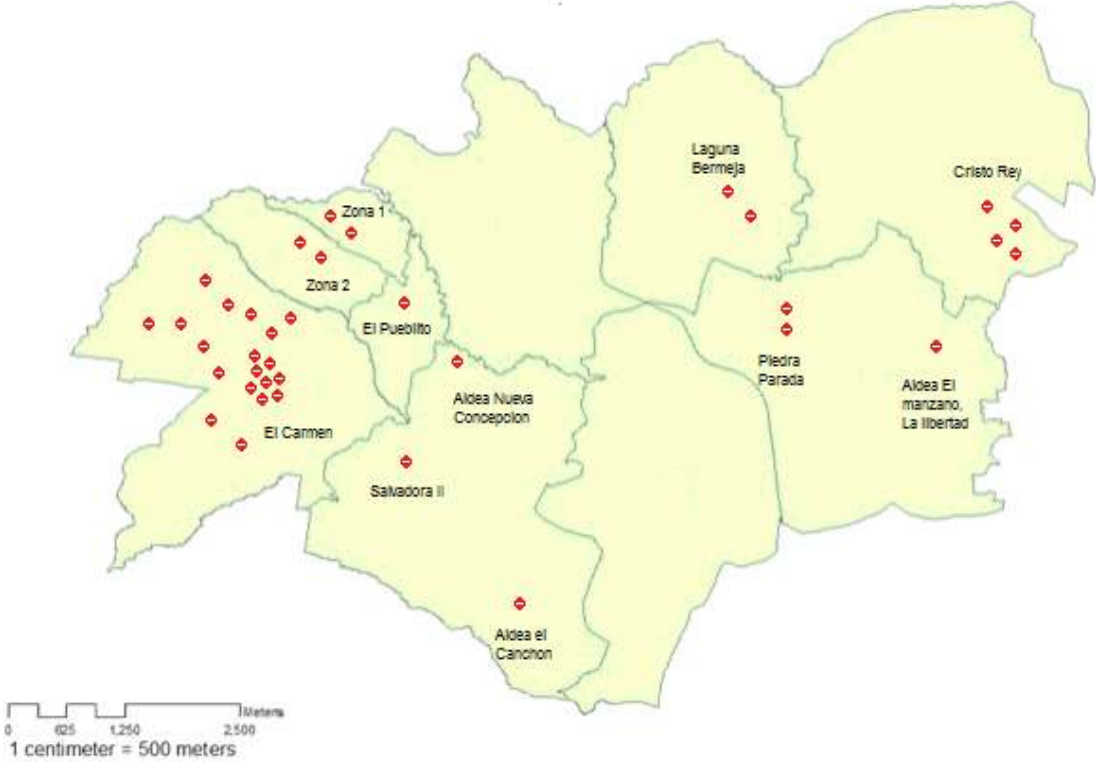 Laguna
Bermeja
Cristo Rey
Zona 1
Zona 2
El Pueblito
Piedra
Parada
Aldea El
manzano,
La libertad
Aldea Nueva
Concepcion
El Carmen
Salvadora II
Aldea el
Canchon
Meters
0 625 1,250 2,500
1 centimeter = 500 meters